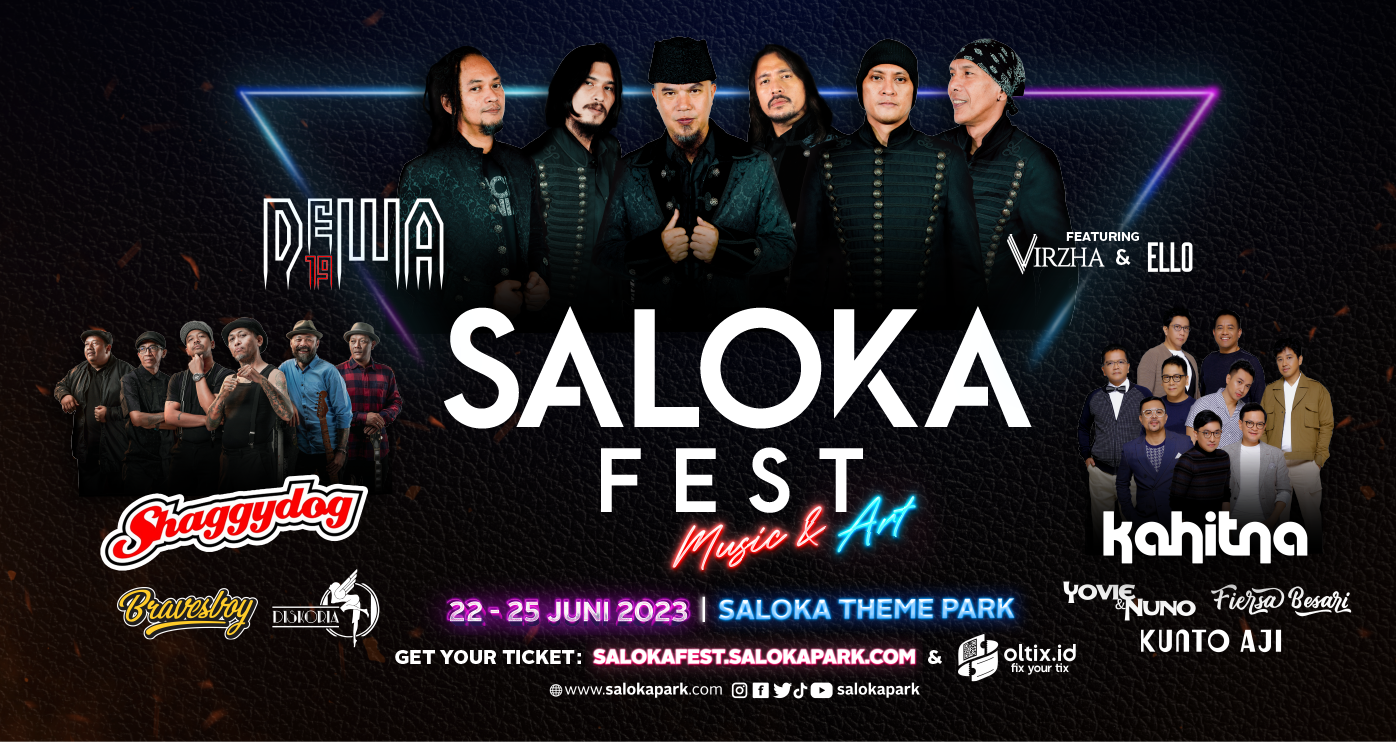 DEWA
19
FEATURING
VIRZHA & ELLO
SALOKA
FEST
Music & Art
Shaggydog
Bravesboy
DISKORIA
kahitna
YOVIE
& NUNO
Fiersa Besari
KUNTO AJI
22 - 25 JUNI 2023 | SALOKA THEME PARK
GET YOUR TICKET: SALOKAFEST.SALOKAPARK.COM & oltix.id
fix your tix
www.salokapark.com salokapark